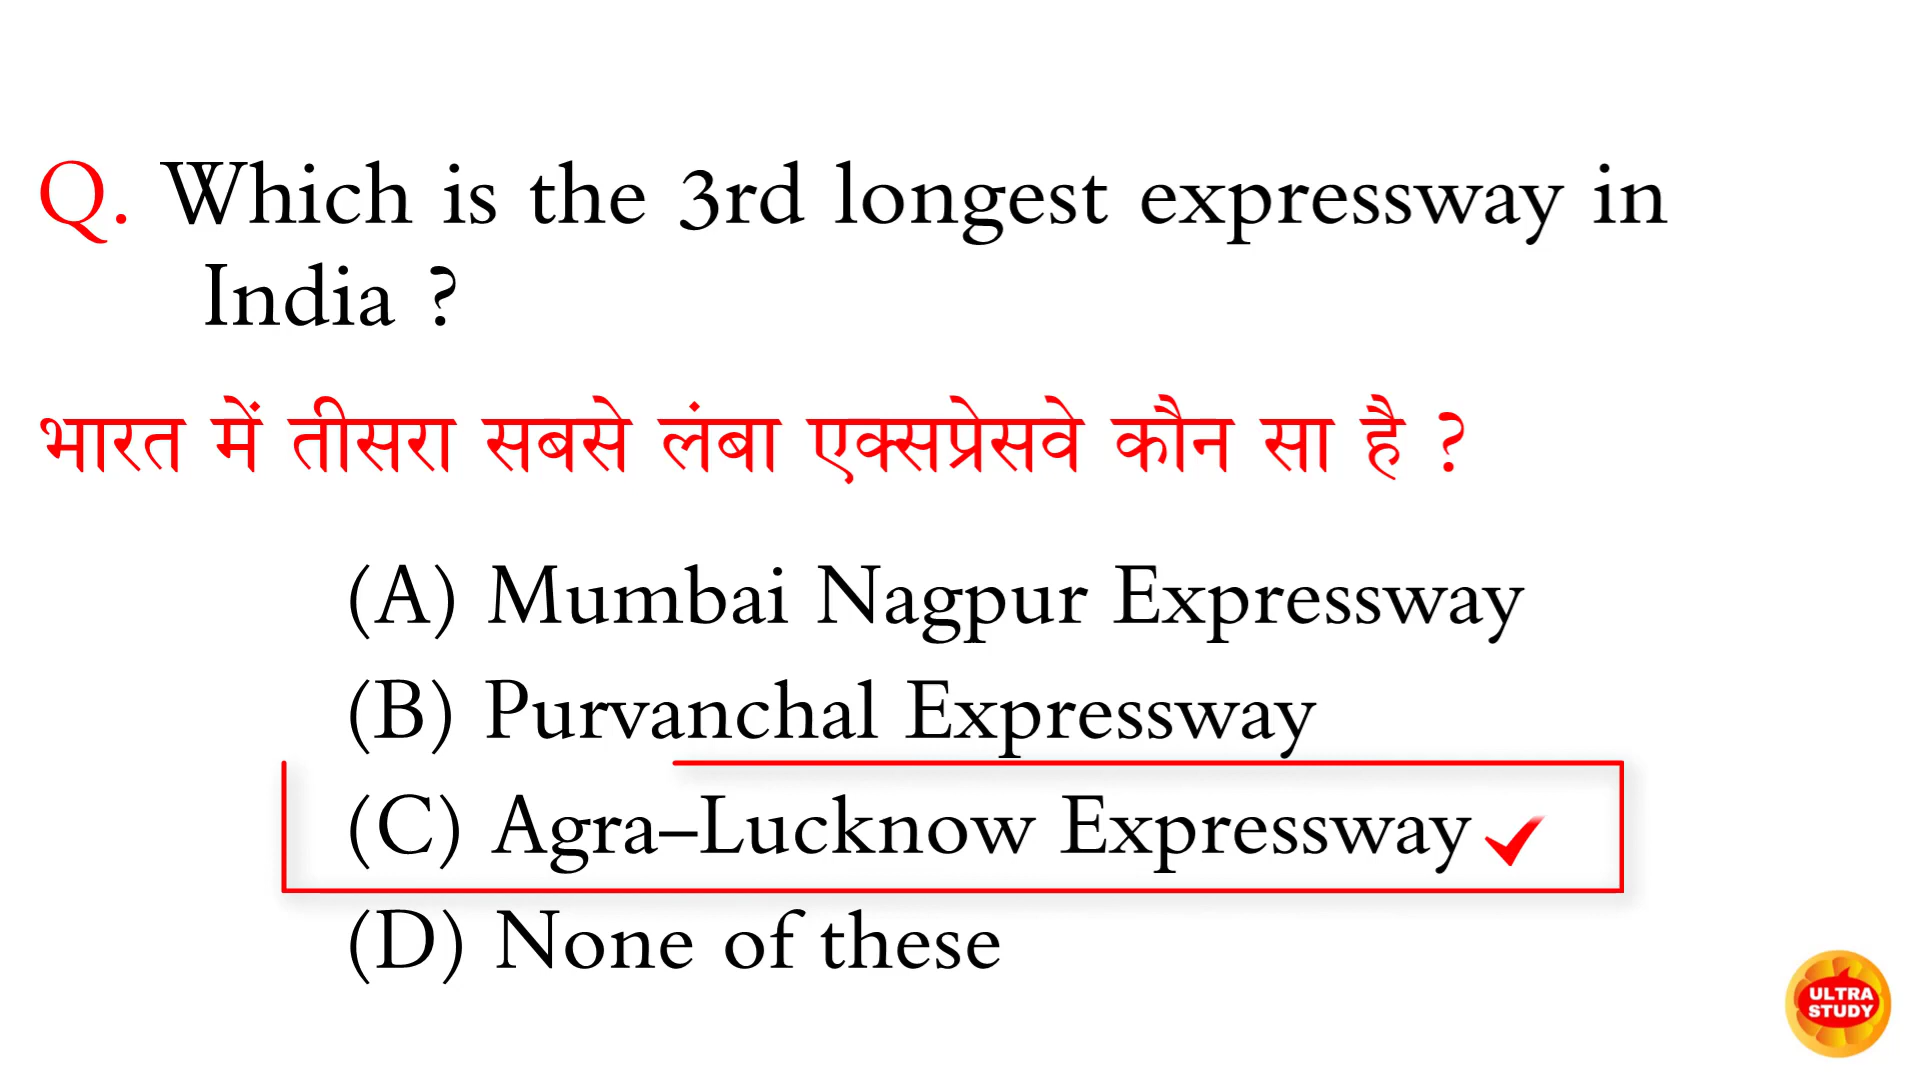 Q. Which is the 3rd longest expressway in
India ?
भारत में तीसरा सबसे लंबा एक्सप्रेसवे कौन सा है ?
(A) Mumbai Nagpur Expressway
(B) Purvanchal Expressway
(C) Agra–Lucknow Expressway
(D) None of these
ULTRA
STUDY